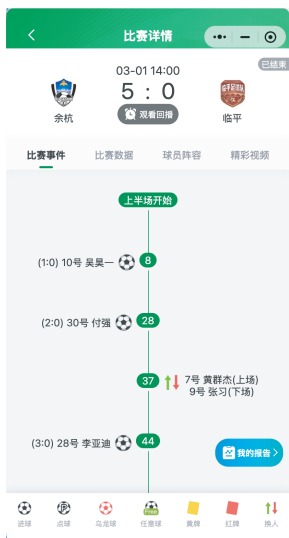 比赛详情
已结束
03-01 14:00
5 : 0
余杭
临平
观看回播
比赛事件
比赛数据
球员阵容
精彩视频
上半场开始
(1:0) 10号 吴昊一
8
(2:0) 30号 付强
28
37
7号 黄群杰(上场)
9号 张习(下场)
(3:0) 28号 李亚迪
44
我的报告
进球
点球
乌龙球
任意球
黄牌
红牌
换人